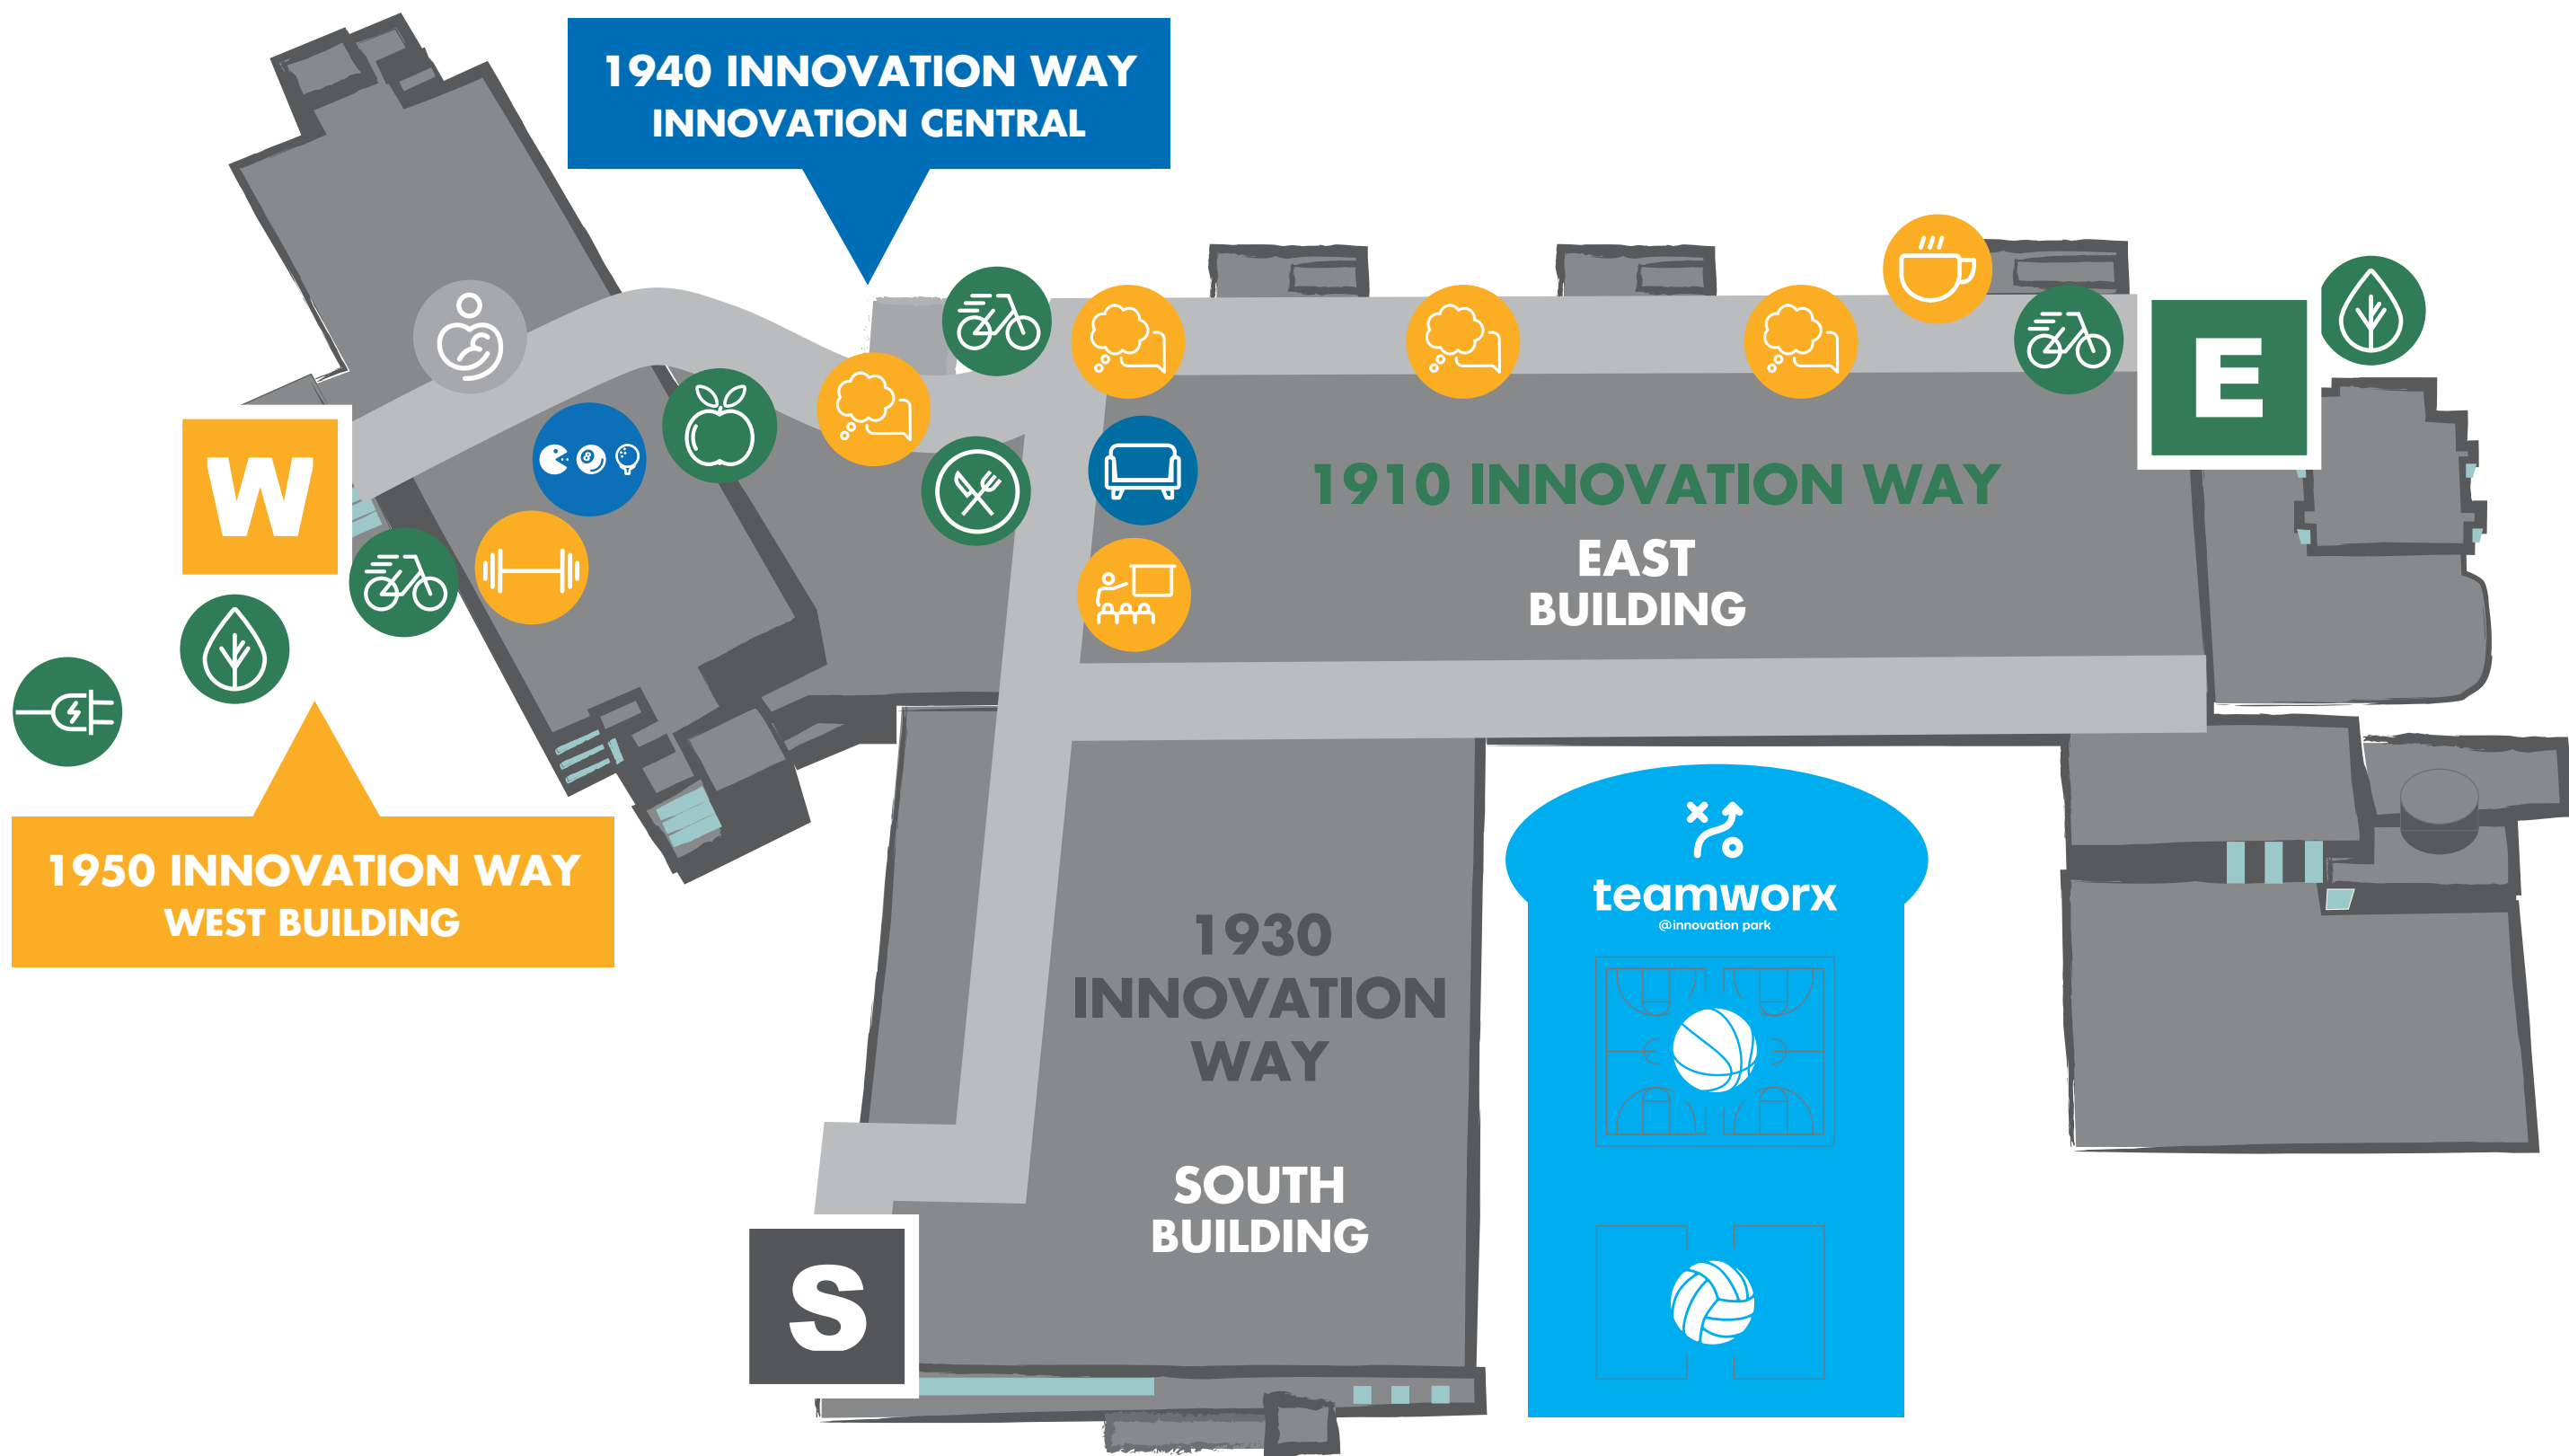 1940 INNOVATION WAY
INNOVATION CENTRAL
E
W
8
1910 INNOVATION WAY
EAST
BUILDING
1950 INNOVATION WAY
WEST BUILDING
teamworx
@innovation park
1930
INNOVATION
WAY
SOUTH
BUILDING
S